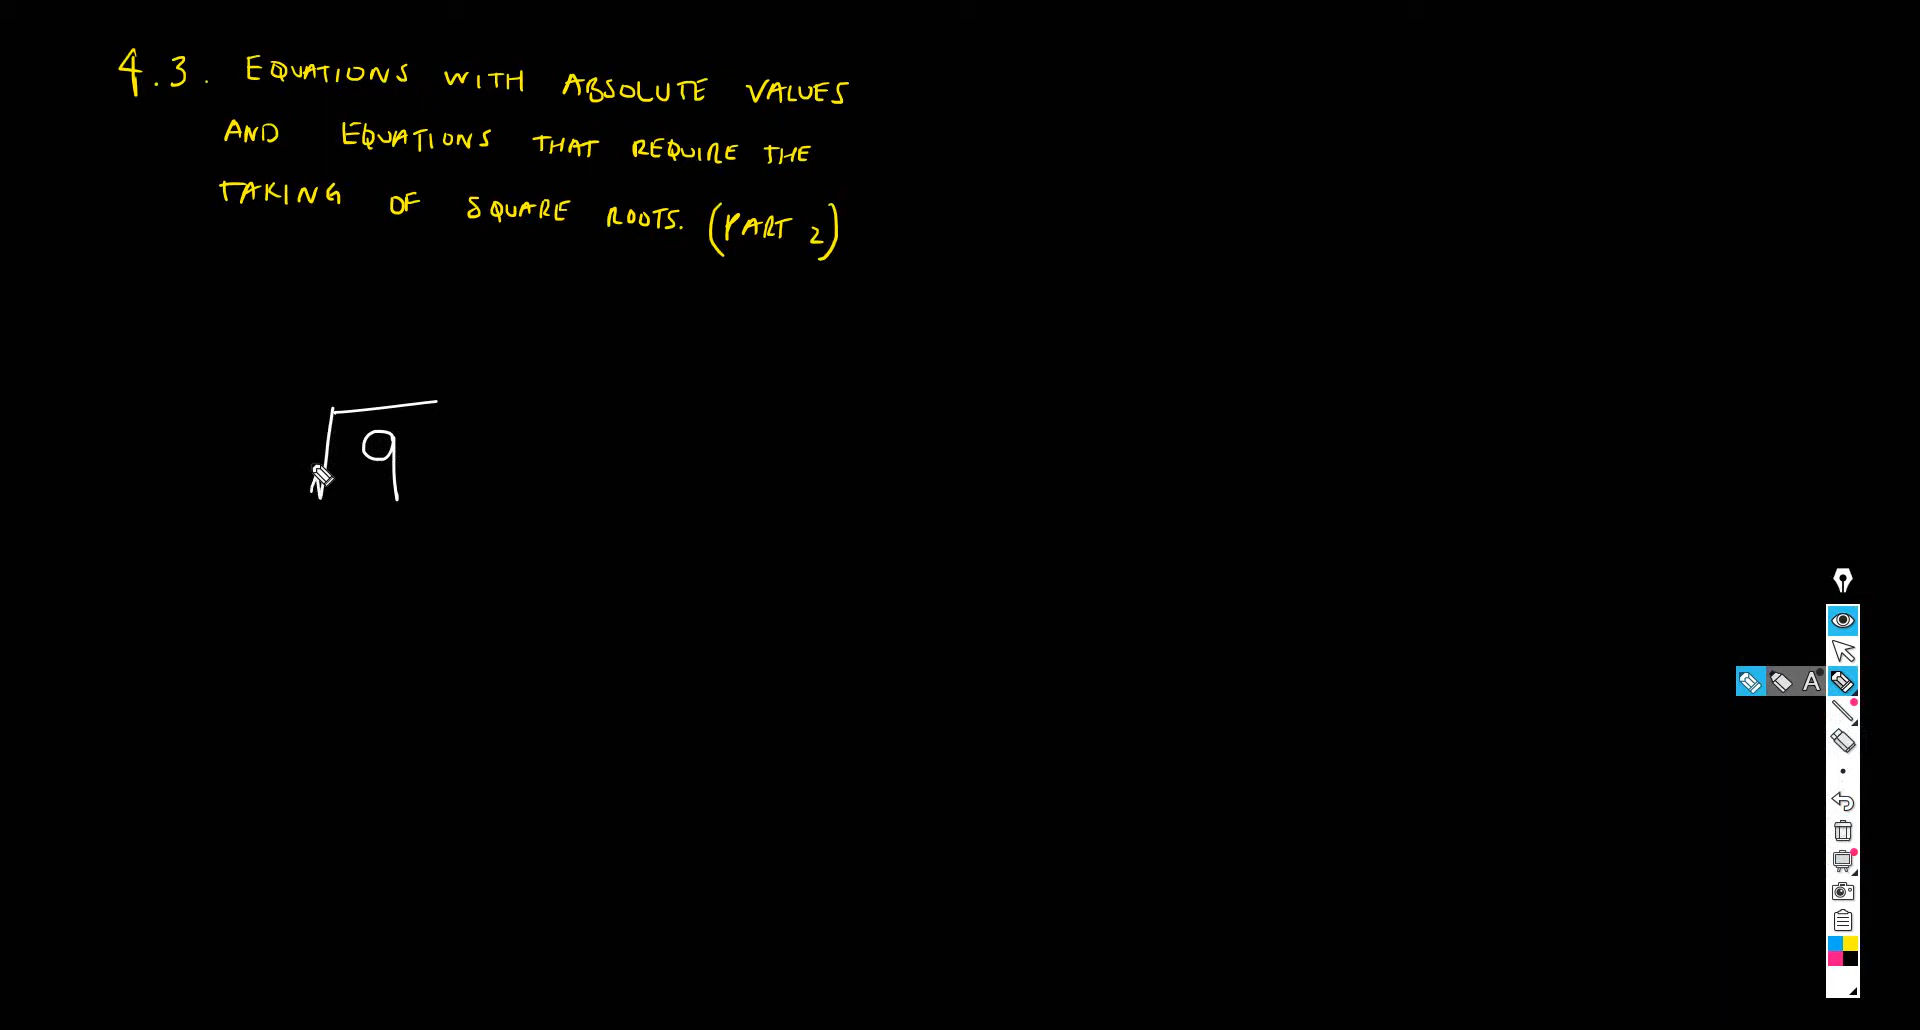 4.3. EQUATIONS WITH ABSOLUTE VALUES
AND EQUATIONS THAT REQUIRE THE
TAKING OF SQUARE ROOTS. (PART 2)
√9
A